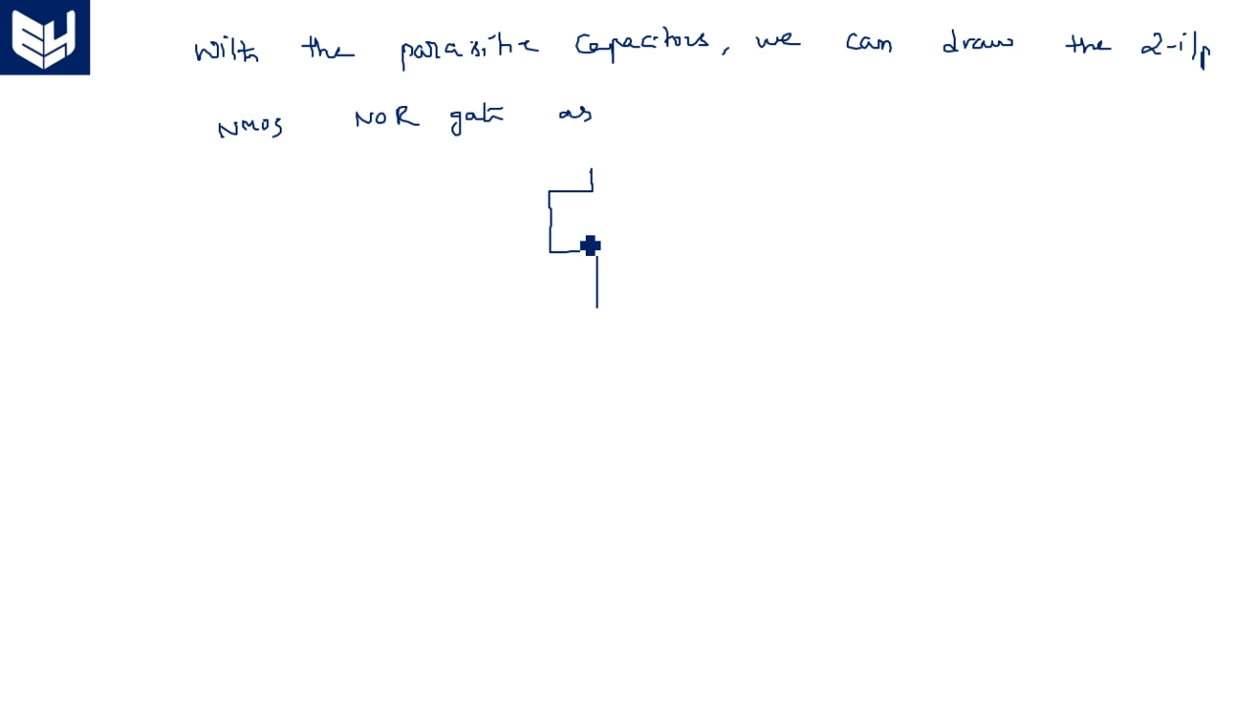 With the parasitic capacitors, we can draw the 2-i/p
NMOS NOR gate as